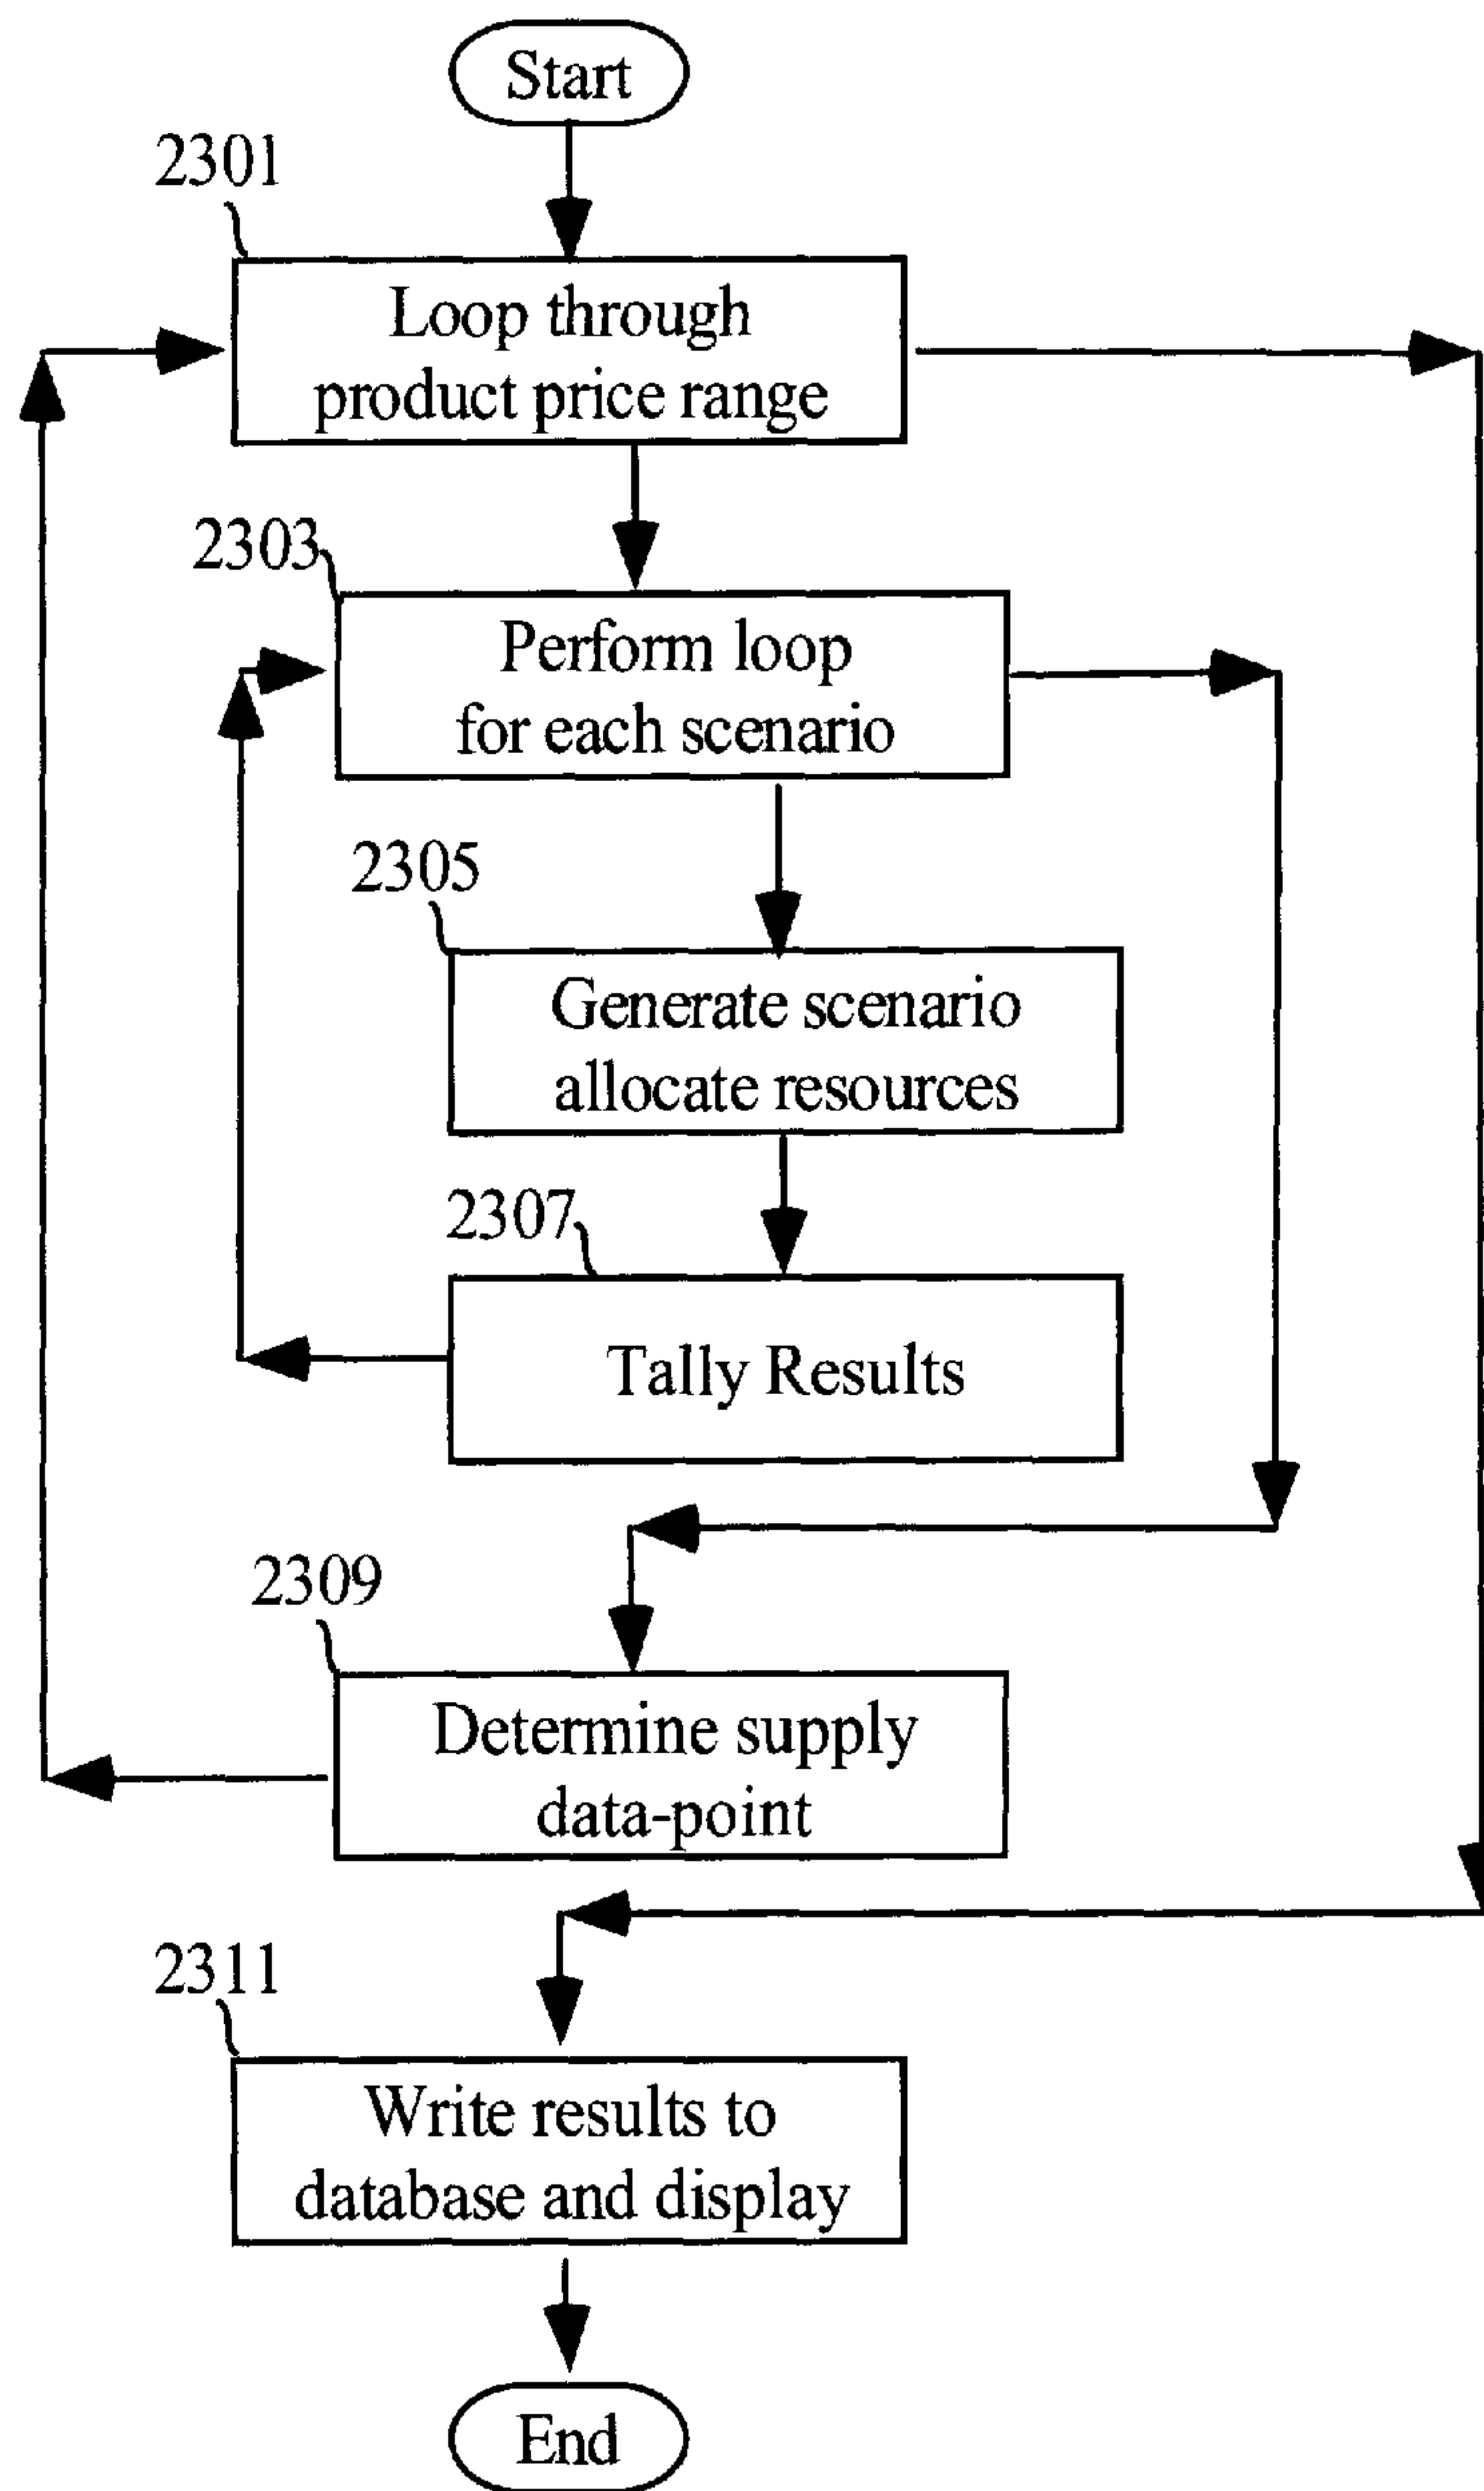 Start
2301
Loop through
product price range
2303
Perform loop
for each scenario
2305
Generate scenario
allocate resources
2307
Tally Results
2309
Determine supply
data-point
2311
Write results to
database and display
End